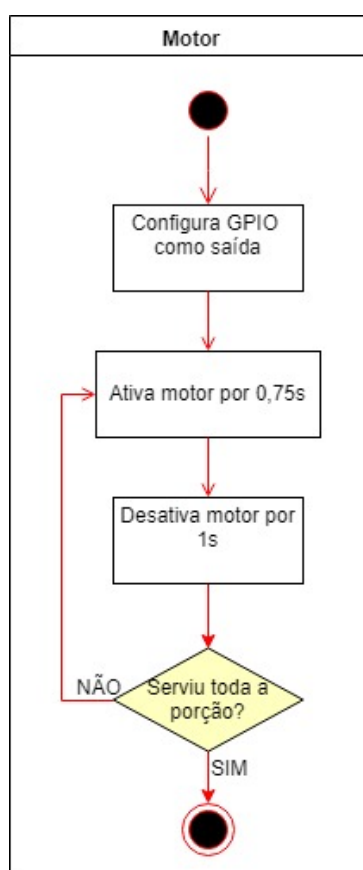 Motor
Configura GPIO
como saída
Ativa motor por 0,75s
Desativa motor por
1s
Serviu toda a
porção?
NÃO
SIM